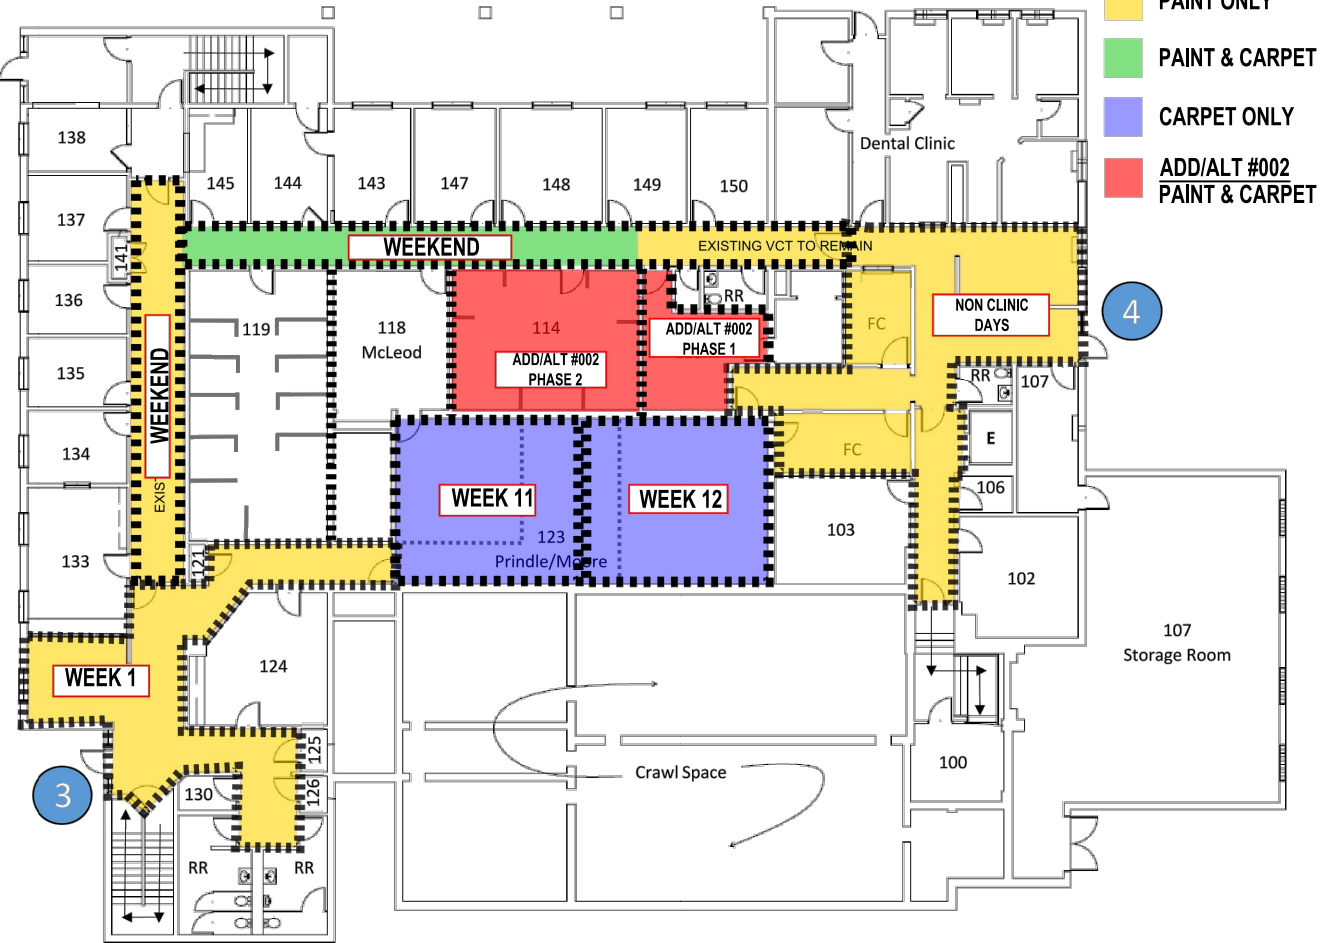 PAINT ONLY
PAINT & CARPET
CARPET ONLY
ADD/ALT #002
PAINT & CARPET
138
Dental Clinic
145
144
143
147
148
149
150
137
141
WEEKEND
EXISTING VCT TO REMAIN
136
RR
119
118
McLeod
114
ADD/ALT #002
PHASE 2
ADD/ALT #002
PHASE 1
FC
NON CLINIC
DAYS
4
135
WEEKEND
EXIS
RR
107
134
FC
E
WEEK 11
WEEK 12
106
133
123
Prindle/Moore
103
121
102
WEEK 1
124
107
Storage Room
125
3
130
126
Crawl Space
100
RR
RR